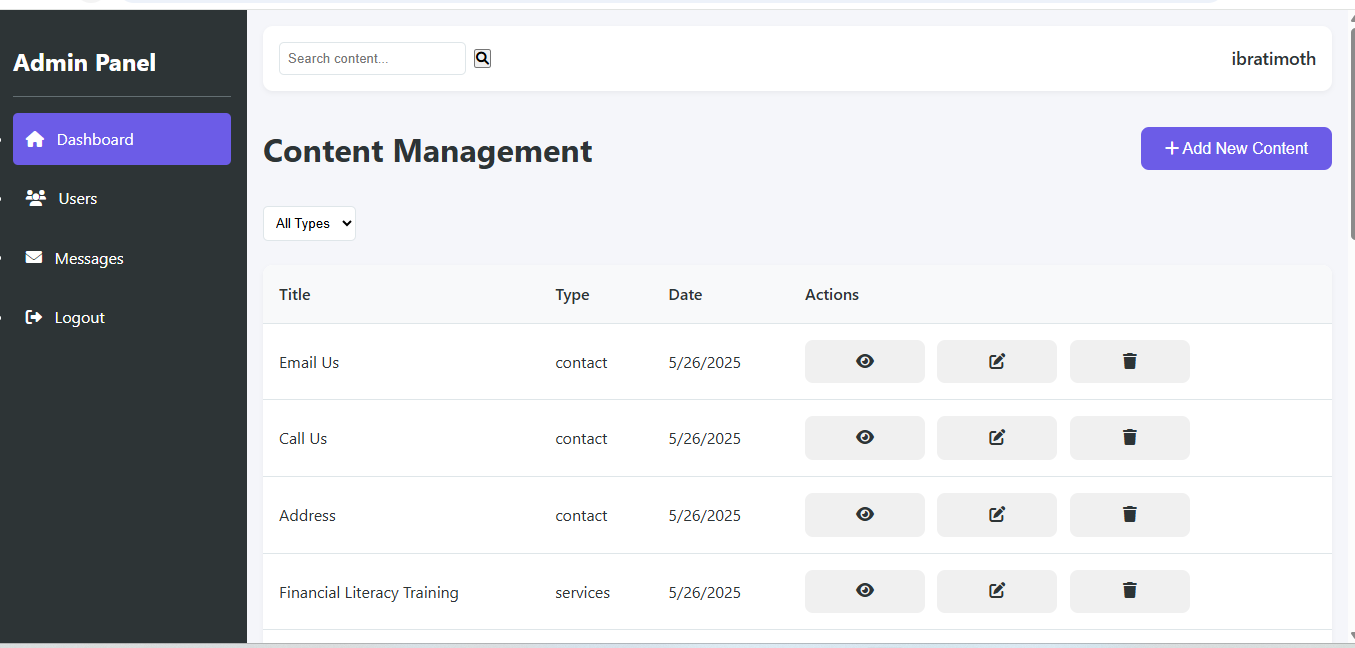 Admin Panel
Dashboard
Users
Messages
Logout
Search content...
ibratimoth
Content Management
+ Add New Content
All Types
Title Type Date Actions
Email Us contact 5/26/2025
Call Us contact 5/26/2025
Address contact 5/26/2025
Financial Literacy Training services 5/26/2025